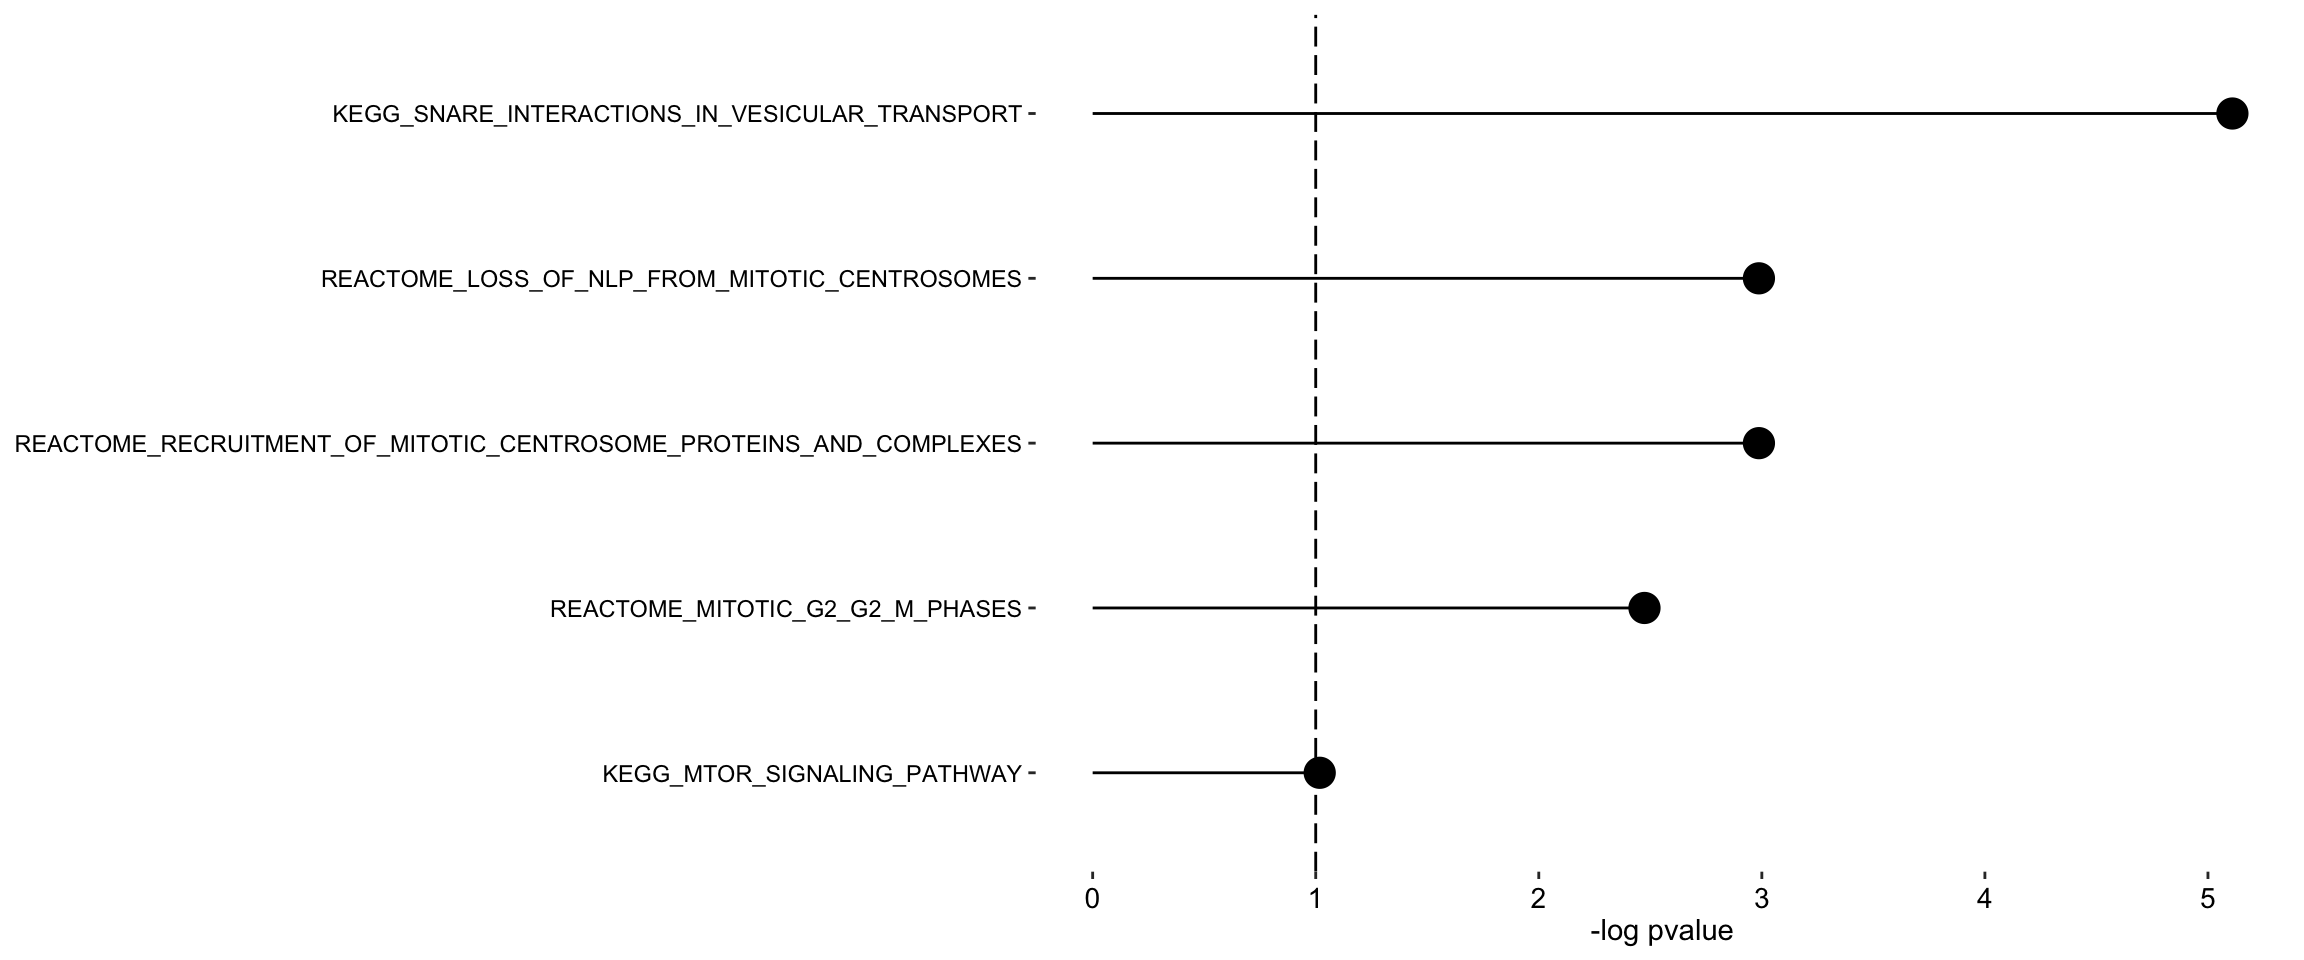 KEGG_SNARE_INTERACTIONS_IN_VESICULAR_TRANSPORT
REACTOME_LOSS_OF_NLP_FROM_MITOTIC_CENTROSOMES
REACTOME_RECRUITMENT_OF_MITOTIC_CENTROSOME_PROTEINS_AND_COMPLEXES
REACTOME_MITOTIC_G2_G2_M_PHASES
KEGG_MTOR_SIGNALING_PATHWAY
0 1 2 3 4 5
-log pvalue